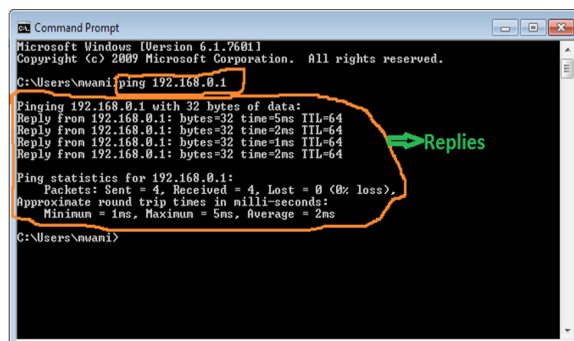 Command Prompt
Microsoft Windows [Version 6.1.7601]
Copyright (c) 2009 Microsoft Corporation.  All rights reserved.
C:\Users\mwami>ping 192.168.0.1
Pinging 192.168.0.1 with 32 bytes of data:
Reply from 192.168.0.1: bytes=32 time=5ms TTL=64
Reply from 192.168.0.1: bytes=32 time=2ms TTL=64
Reply from 192.168.0.1: bytes=32 time=1ms TTL=64
Reply from 192.168.0.1: bytes=32 time=2ms TTL=64
Replies
Ping statistics for 192.168.0.1:
Packets: Sent = 4, Received = 4, Lost = 0 (0% loss),
Approximate round trip times in milli-seconds:
Minimum = 1ms, Maximum = 5ms, Average = 2ms
C:\Users\mwami>